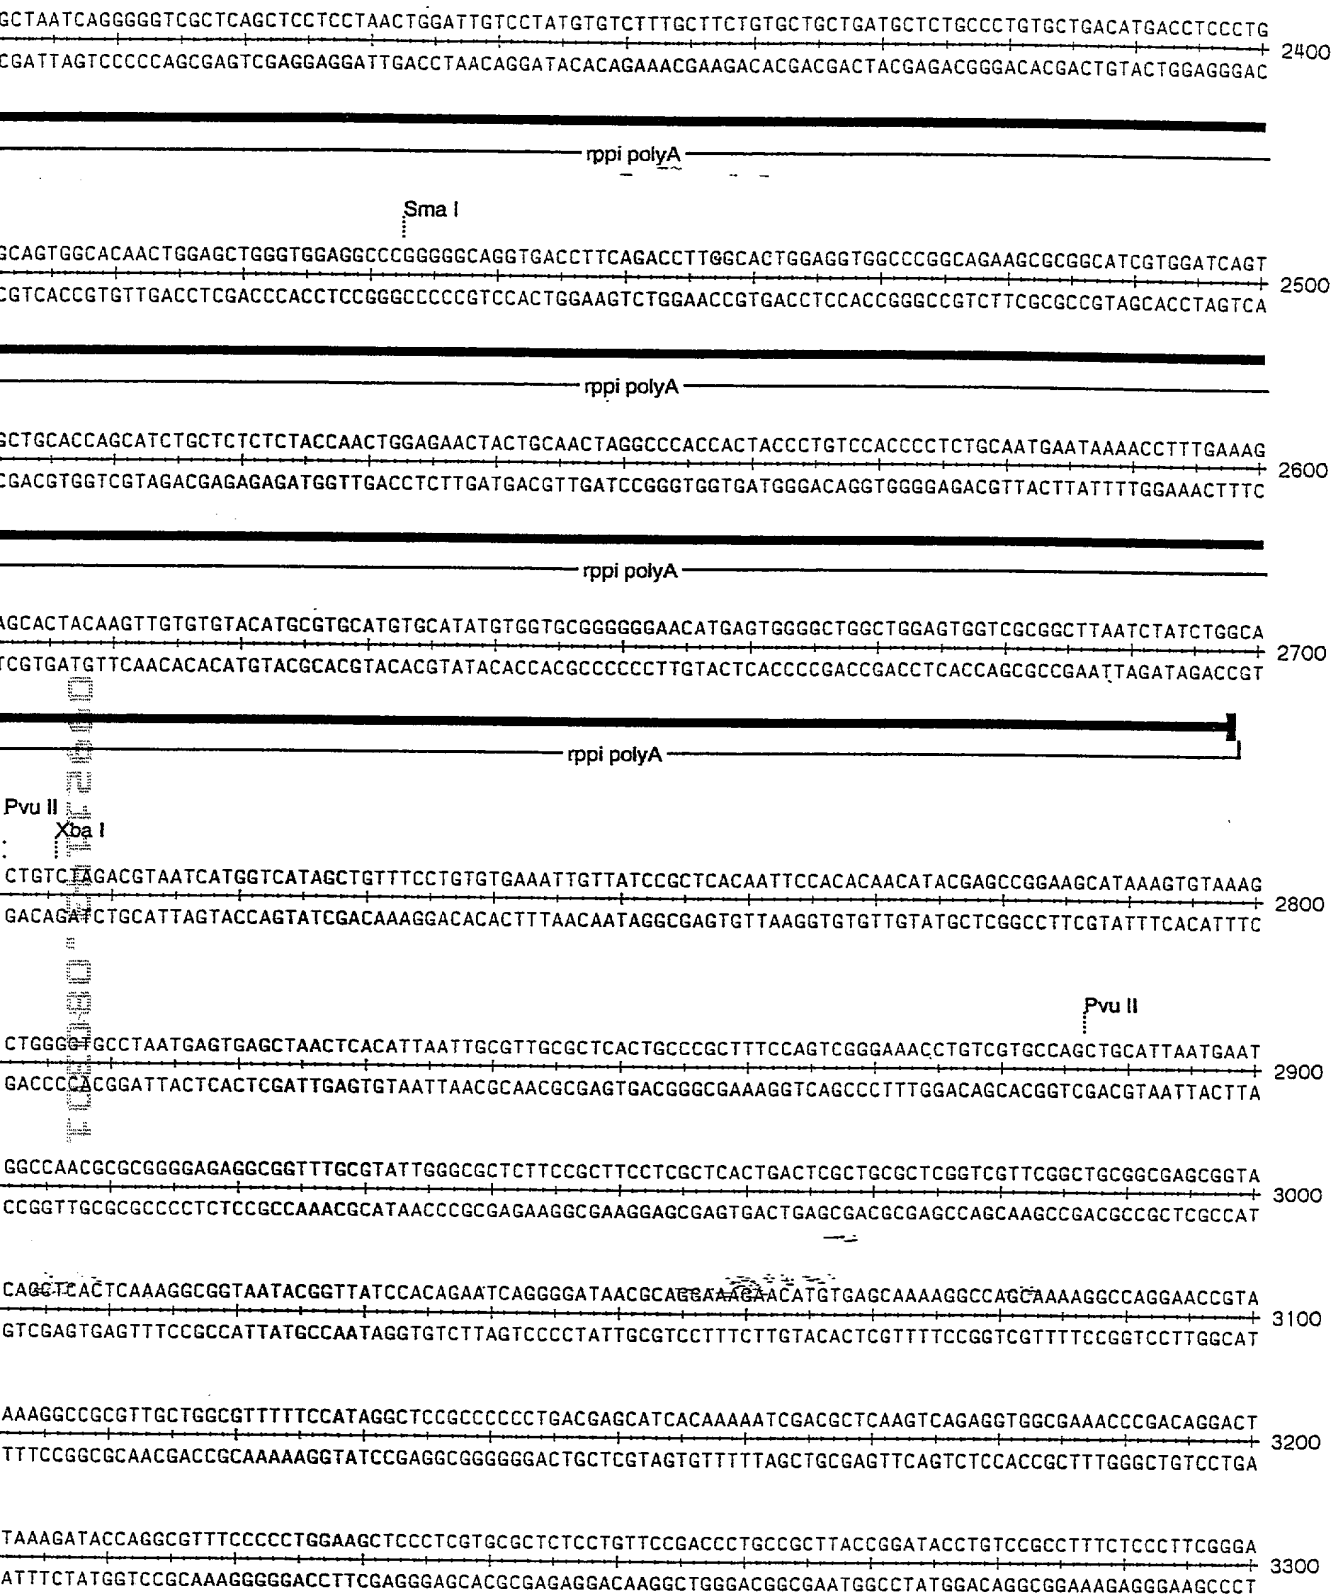 GCTAATCAGGGGGTCGCTCAGCTCCTCCTAACTGGATTGTCCTATGTGTCTTTGCTTCTGTGCTGCTGATGCTCTGCCCTGTGCTGACATGACCTCCCTG
2400
CGATTAGTCCCCCAGCGAGTCGAGGAGGATTGACCTAACAGGATACACAGAAACGAAGACACGACGACTACGAGACGGGACACGACTGTACTGGAGGGAC
rppi polyA
Sma I
GCAGTGGCACAACTGGAGCTGGGTGGAGGCCCGGGGGCAGGTGACCTTCAGACCTTGGCACTGGAGGTGGCCCGGCAGAAGCGCGGCATCGTGGATCAGT
2500
CGTCACCGTGTTGACCTCGACCCACCTCCGGGCCCCCGTCCACTGGAAGTCTGGAACCGTGACCTCCACCGGGCCGTCTTCGCGCCGTAGCACCTAGTCA
rppi polyA
GCTGCACCAGCATCTGCTCTCTCTACCAACTGGAGAACTACTGCAACTAGGCCCACCACTACCCTGTCCACCCCTCTGCAATGAATAAAACCTTTGAAAG
2600
CGACGTGGTCGTAGACGAGAGAGATGGTTGACCTCTTGATGACGTTGATCCGGGTGGTGATGGGACAGGTGGGGAGACGTTACTTATTTTGGAAACTTTC
rppi polyA
AGCACTACAAGTTGTGTGTACATGCGTGCATGTGCATATGTGGTGCGGGGGGAACATGAGTGGGGCTGGCTGGAGTGGTCGCGGCTTAATCTATCTGGCA
2700
TCGTGATGTTCAACACACATGTACGCACGTACACGTATACACCACGCCCCCCTTGTACTCACCCCGACCGACCTCACCAGCGCCGAATTAGATAGACCGT
rppi polyA
Pvu II
Xba I
CTGTCTAGACGTAATCATGGTCATAGCTGTTTCCTGTGTGAAATTGTTATCCGCTCACAATTCCACACAACATACGAGCCGGAAGCATAAAGTGTAAAG
2800
GACAGATCTGCATTAGTACCAGTATCGACAAAGGACACACTTTAACAATAGGCGAGTGTTAAGGTGTGTTGTATGCTCGGCCTTCGTATTTCACATTTC
Pvu II
CTGGGGTGCCTAATGAGTGAGCTAACTCACATTAATTGCGTTGCGCTCACTGCCCGCTTTCCAGTCGGGAAACCTGTCGTGCCAGCTGCATTAATGAAT
2900
GACCCCACGGATTACTCACTCGATTGAGTGTAATTAACGCAACGCGAGTGACGGGCGAAAGGTCAGCCCTTTGGACAGCACGGTCGACGTAATTACTTA
GGCCAACGCGCGGGGAGAGGCGGTTTGCGTATTGGGCGCTCTTCCGCTTCCTCGCTCACTGACTCGCTGCGCTCGGTCGTTCGGCTGCGGCGAGCGGTA
3000
CCGGTTGCGCGCCCCTCTCCGCCAAACGCATAACCCGCGAGAAGGCGAAGGAGCGAGTGACTGAGCGACGCGAGCCAGCAAGCCGACGCCGCTCGCCAT
CAGCTCACTCAAAGGCGGTAATACGGTTATCCACAGAATCAGGGGATAACGCAGGAAAGAACATGTGAGCAAAAGGCCAGCAAAAGGCCAGGAACCGTA
3100
GTCGAGTGAGTTTCCGCCATTATGCCAATAGGTGTCTTAGTCCCCTATTGCGTCCTTTCTTGTACACTCGTTTTCCGGTCGTTTTCCGGTCCTTGGCAT
AAAGGCCGCGTTGCTGGCGTTTTTCCATAGGCTCCGCCCCCCTGACGAGCATCACAAAAATCGACGCTCAAGTCAGAGGTGGCGAAACCCGACAGGACT
3200
TTTCCGGCGCAACGACCGCAAAAAGGTATCCGAGGCGGGGGGACTGCTCGTAGTGTTTTTAGCTGCGAGTTCAGTCTCCACCGCTTTGGGCTGTCCTGA
TAAAGATACCAGGCGTTTCCCCCTGGAAGCTCCCTCGTGCGCTCTCCTGTTCCGACCCTGCCGCTTACCGGATACCTGTCCGCCTTTCTCCCTTCGGGA
3300
ATTTCTATGGTCCGCAAAGGGGGACCTTCGAGGGAGCACGCGAGAGGACAAGGCTGGGACGGCGAATGGCCTATGGACAGGCGGAAAGAGGGAAGCCCT